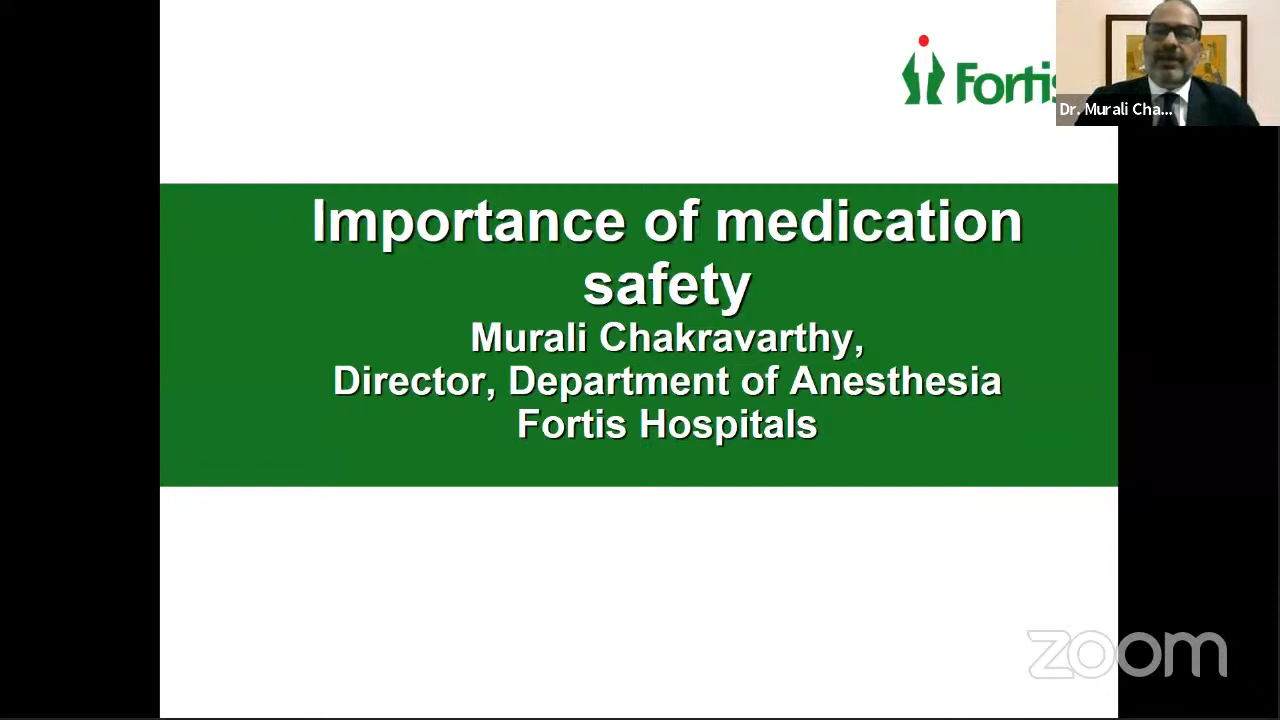 Fortis
Dr. Murali Cha...
Importance of medication
safety
Murali Chakravarthy,
Director, Department of Anesthesia
Fortis Hospitals
zoom